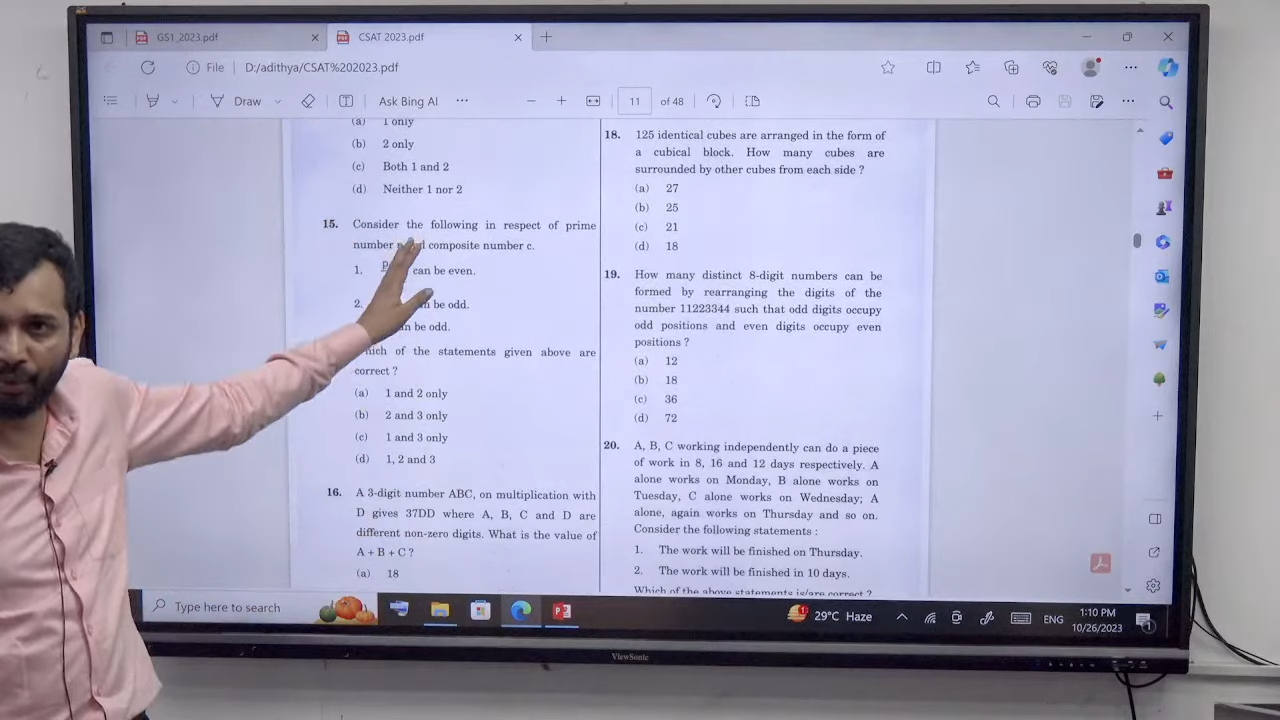 GS1_2023.pdf
CSAT 2023.pdf
File D:/adithya/CSAT%202023.pdf
Draw
Ask Bing AI
11 of 48
(a) 1 only
(b) 2 only
(c) Both 1 and 2
(d) Neither 1 nor 2
15. Consider the following in respect of prime
number composite number c.
1. can be even.
2. be odd.
be odd.
of the statements given above are
correct ?
(a) 1 and 2 only
(b) 2 and 3 only
(c) 1 and 3 only
(d) 1, 2 and 3
16. A 3-digit number ABC, on multiplication with
D gives 37DD where A, B, C and D are
different non-zero digits. What is the value of
A + B + C ?
(a) 18
18. 125 identical cubes are arranged in the form of
a cubical block. How many cubes are
surrounded by other cubes from each side ?
(a) 27
(b) 25
(c) 21
(d) 18
19. How many distinct 8-digit numbers can be
formed by rearranging the digits of the
number 11223344 such that odd digits occupy
odd positions and even digits occupy even
positions ?
(a) 12
(b) 18
(c) 36
(d) 72
20. A, B, C working independently can do a piece
of work in 8, 16 and 12 days respectively. A
alone works on Monday, B alone works on
Tuesday, C alone works on Wednesday; A
alone, again works on Thursday and so on.
Consider the following statements :
1. The work will be finished on Thursday.
2. The work will be finished in 10 days.
Which of the above statements is/are correct ?
Type here to search
29°C Haze
ENG
1:10 PM
10/26/2023
ViewSonic